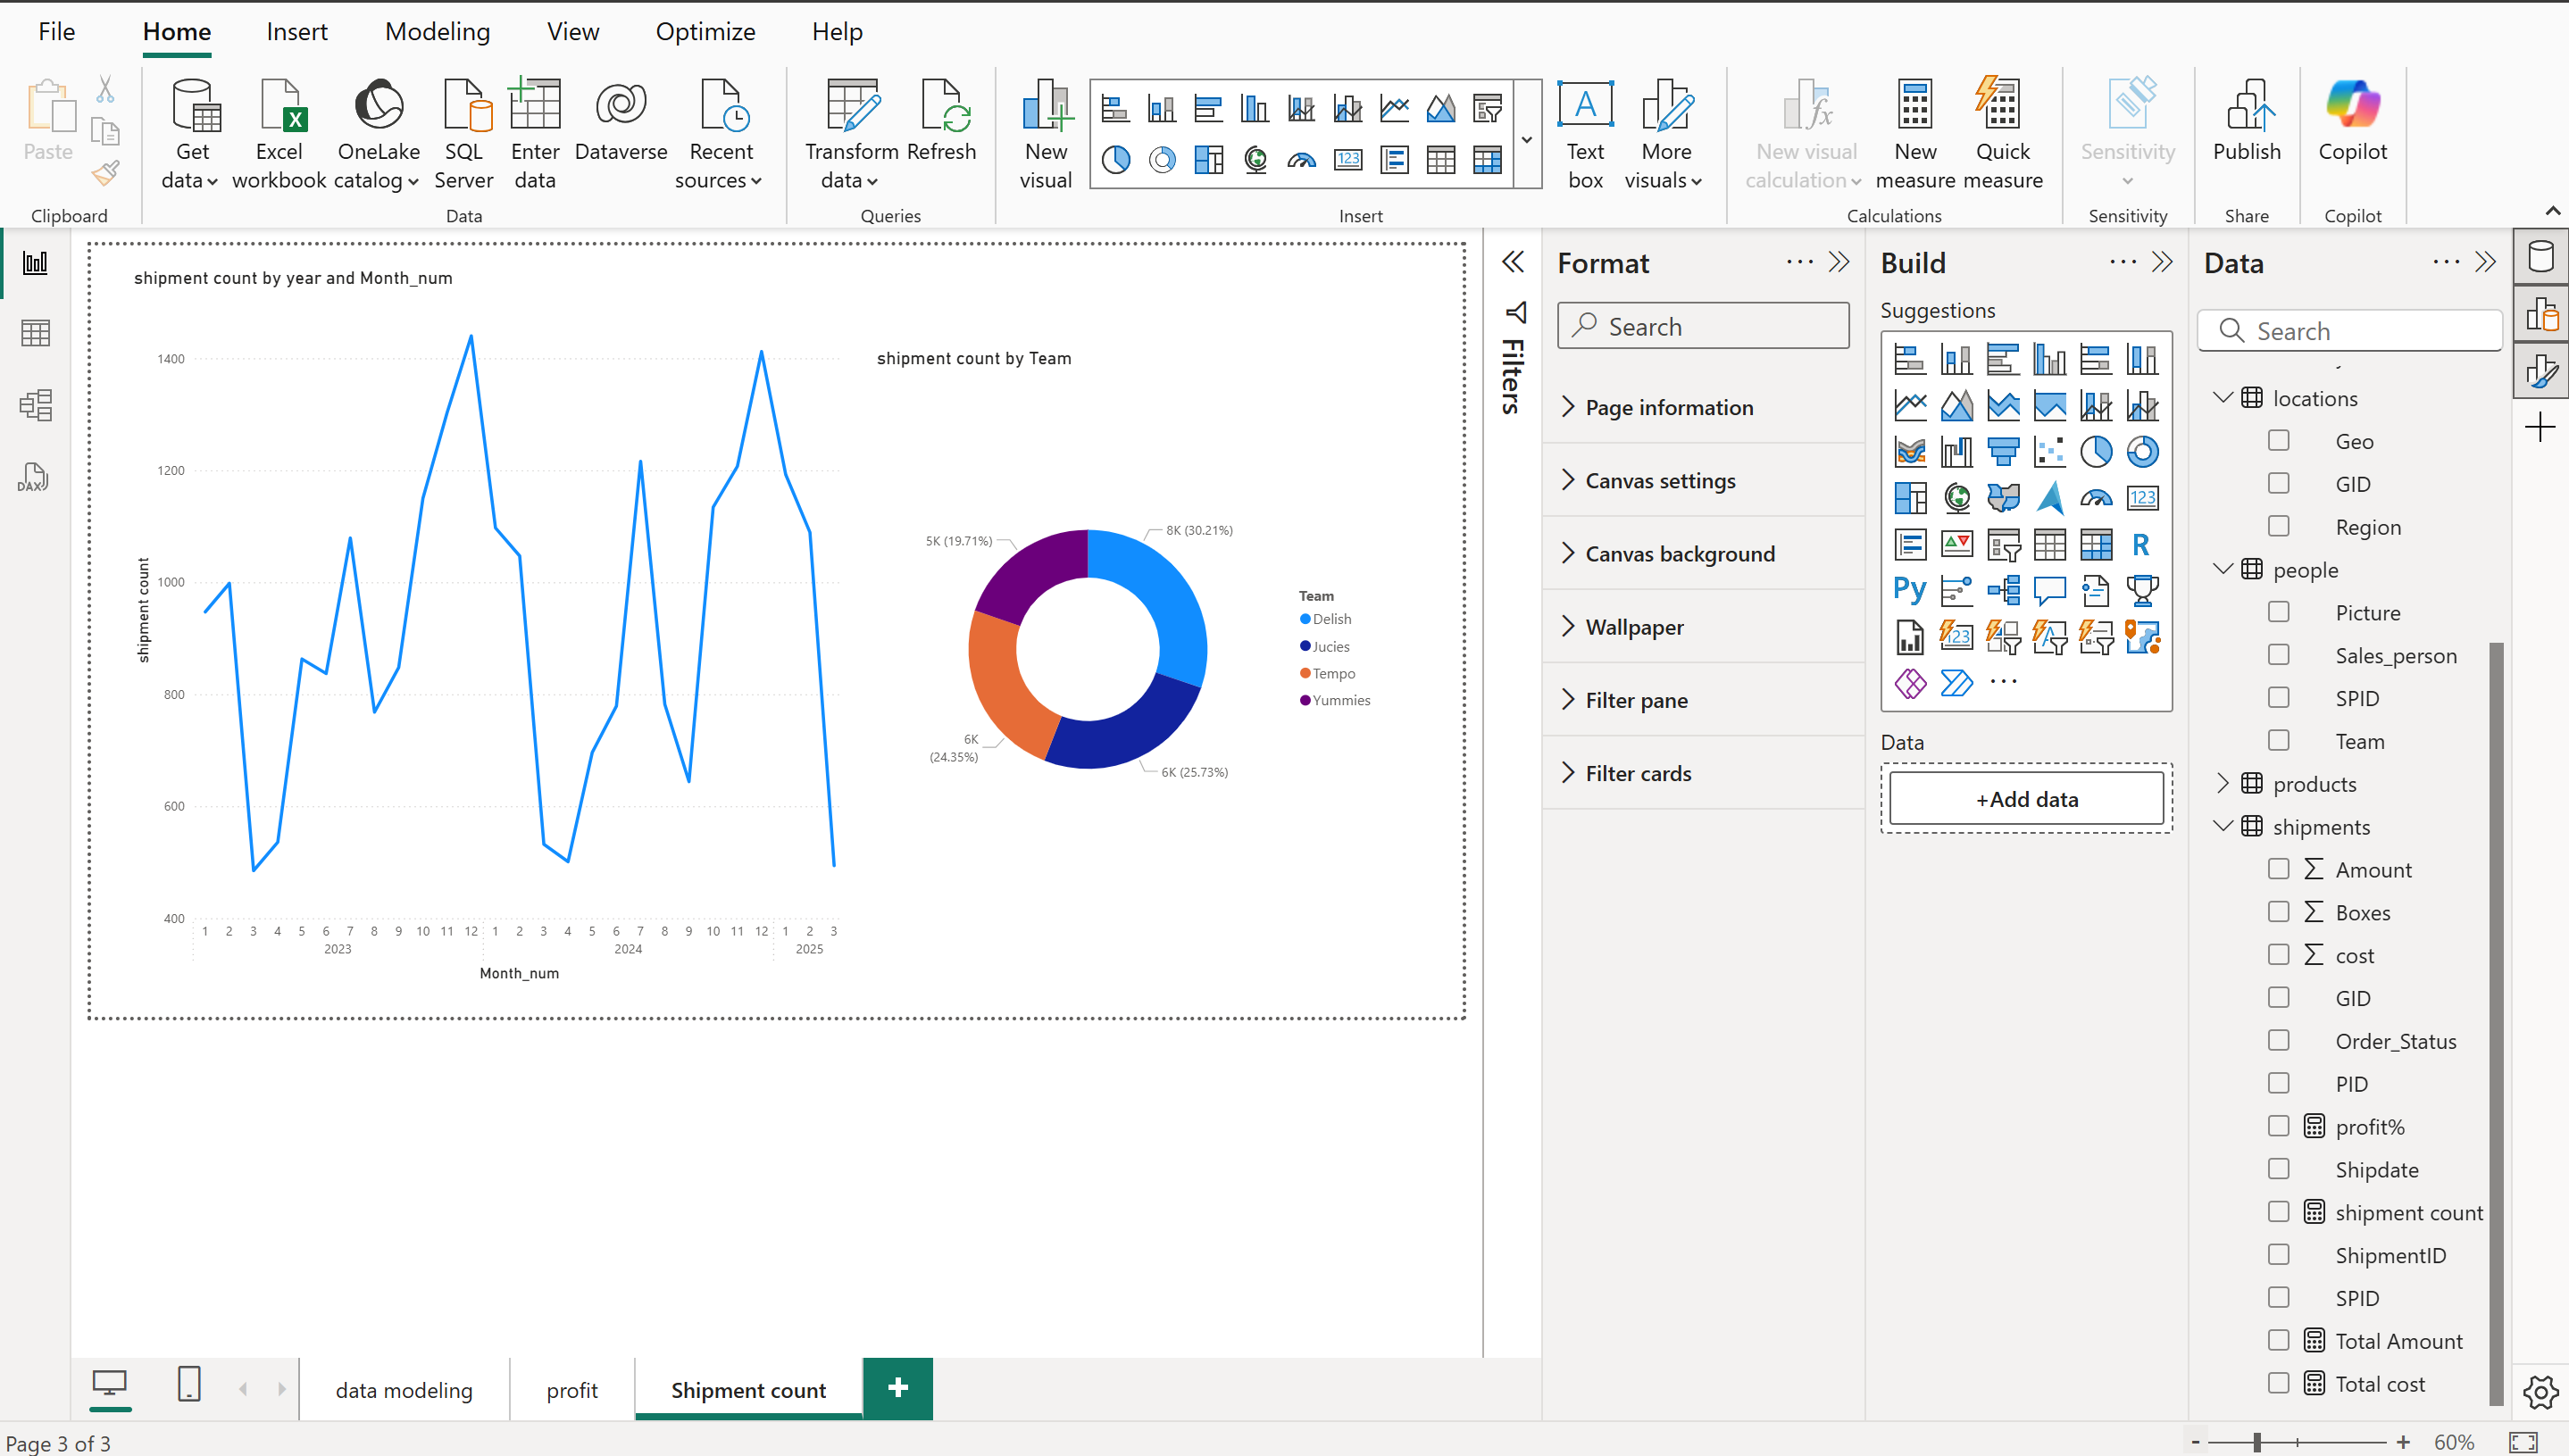 File Home Insert Modeling View Optimize Help
Paste
Get data
Excel workbook
OneLake catalog
SQL Server
Enter data
Dataverse
Recent sources
Transform data
Refresh
New visual
123
A
Text box
More visuals
fx
New visual calculation
New measure
Quick measure
Sensitivity
Publish
Copilot
Clipboard
Data
Queries
Insert
Calculations
Sensitivity
Share
Copilot
DAX
shipment count by year and Month_num
shipment count
1400
1200
1000
800
600
400
1 2 3 4 5 6 7 8 9 10 11 12 1 2 3 4 5 6 7 8 9 10 11 12 1 2 3
2023 2024 2025
Month_num
shipment count by Team
5K (19.71%)
8K (30.21%)
6K
(24.35%)
6K (25.73%)
Team
Delish
Jucies
Tempo
Yummies
Filters
Format
Search
Page information
Canvas settings
Canvas background
Wallpaper
Filter pane
Filter cards
Build
Suggestions
123
R
Py
123
Data
+Add data
Data
Search
locations
Geo
GID
Region
people
Picture
Sales_person
SPID
Team
products
shipments
Amount
Boxes
cost
GID
Order_Status
PID
profit%
Shipdate
shipment count
ShipmentID
SPID
Total Amount
Total cost
data modeling
profit
Shipment count
Page 3 of 3
60%